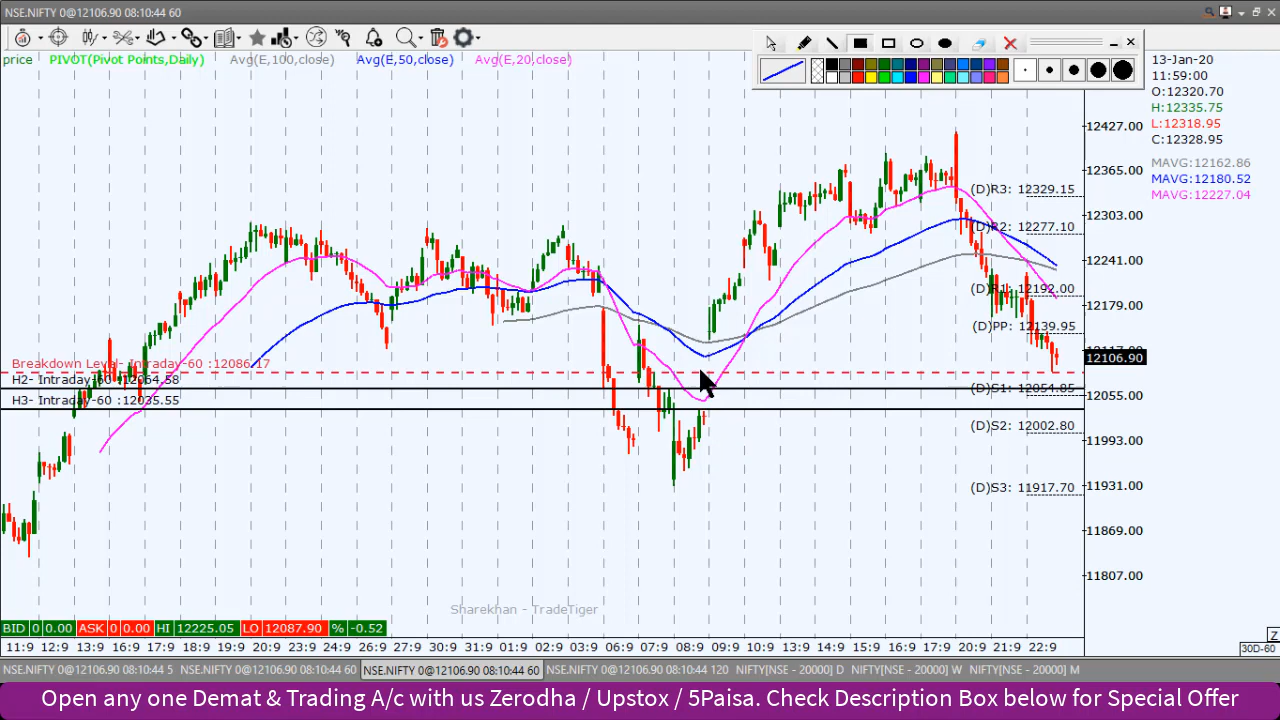 NSE.NIFTY 0@12106.90 08:10:44 60
price PIVOT(Pivot Points,Daily) Avg(E,100,close) Avg(E,50,close) Avg(E,20,close)
13-Jan-20
11:59:00
O:12320.70
H:12335.75
L:12318.95
C:12328.95
MAVG:12162.86
MAVG:12180.52
MAVG:12227.04
12427.00
12365.00
12303.00
12241.00
12179.00
12106.90
12055.00
11993.00
11931.00
11869.00
11807.00
(D)R3: 12329.15
(D)R2: 12277.10
12192.00
(D)PP: 12139.95
(D)S1: 12054.85
(D)S2: 12002.80
(D)S3: 11917.70
Breakdown Level- Intraday-60 :12086.17
H2- Intraday-60 :12064.58
H3- Intraday-60 :12035.55
Sharekhan - TradeTiger
BID 0 0.00 ASK 0 0.00 HI 12225.05 LO 12087.90 % -0.52
11:9 12:9 13:9 16:9 17:9 18:9 19:9 20:9 23:9 24:9 26:9 27:9 30:9 31:9 01:9 02:9 03:9 06:9 07:9 08:9 09:9 10:9 13:9 14:9 15:9 16:9 17:9 20:9 21:9 22:9
Z
30D-60
NSE.NIFTY 0@12106.90 08:10:44 5 NSE.NIFTY 0@12106.90 08:10:44 60 NSE.NIFTY 0@12106.90 08:10:44 60 NSE.NIFTY 0@12106.90 08:10:44 120 NIFTY[NSE - 20000] D NIFTY[NSE - 20000] W NIFTY[NSE - 20000] M
Open any one Demat & Trading A/c with us Zerodha / Upstox / 5Paisa. Check Description Box below for Special Offer